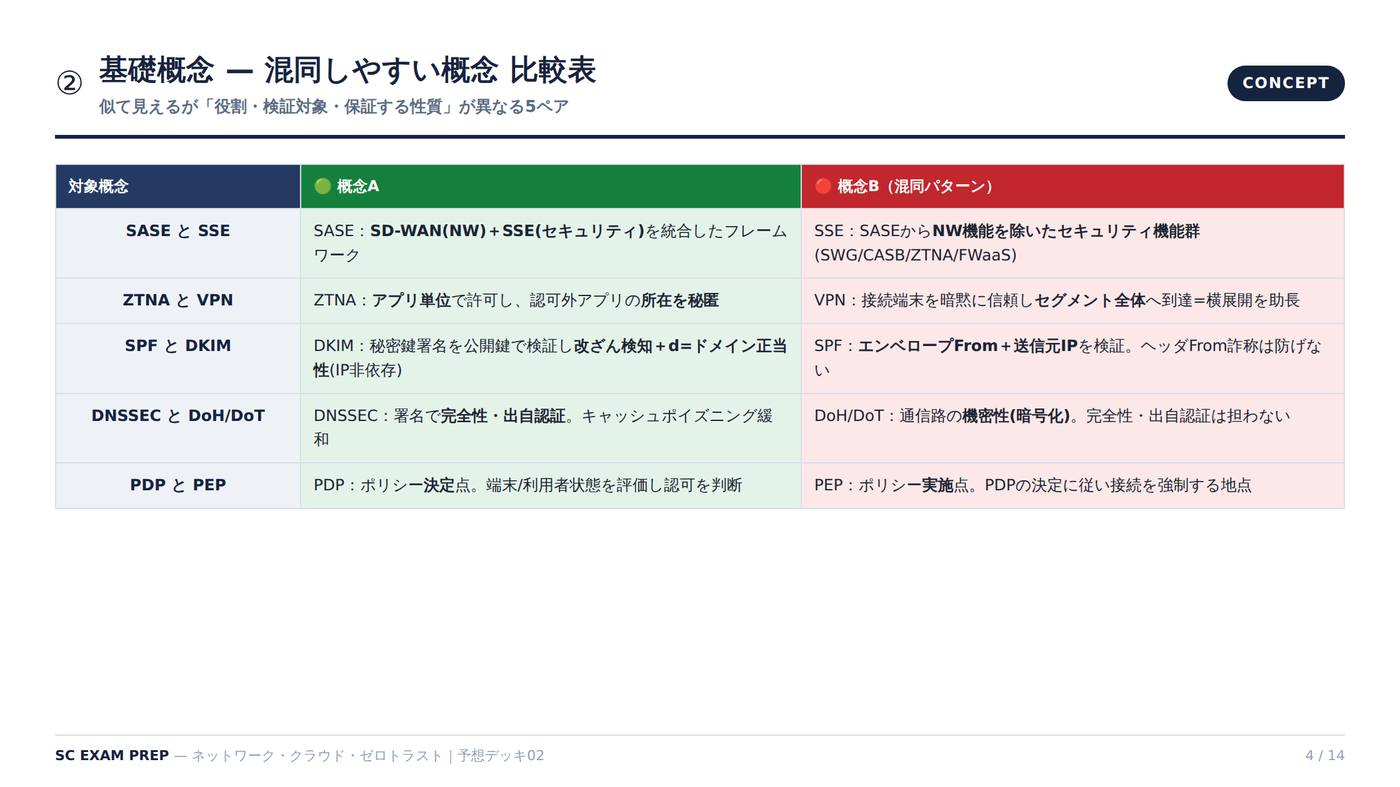 ②
基礎概念 — 混同しやすい概念 比較表
似て見えるが「役割・検証対象・保証する性質」が異なる5ペア
CONCEPT
対象概念
🟢 概念A
🔴 概念B（混同パターン）
SASE と SSE
SASE：SD-WAN(NW)＋SSE(セキュリティ)を統合したフレーム
ワーク
SSE：SASEからNW機能を除いたセキュリティ機能群
(SWG/CASB/ZTNA/FWaaS)
ZTNA と VPN
ZTNA：アプリ単位で許可し、認可外アプリの所在を秘匿
VPN：接続端末を暗黙に信頼しセグメント全体へ到達=横展開を助長
SPF と DKIM
DKIM：秘密鍵署名を公開鍵で検証し改ざん検知＋d=ドメイン正当
性(IP非依存)
SPF：エンベロープFrom＋送信元IPを検証。ヘッダFrom詐称は防げな
い
DNSSEC と DoH/DoT
DNSSEC：署名で完全性・出自認証。キャッシュポイズニング緩
和
DoH/DoT：通信路の機密性(暗号化)。完全性・出自認証は担わない
PDP と PEP
PDP：ポリシー決定点。端末/利用者状態を評価し認可を判断
PEP：ポリシー実施点。PDPの決定に従い接続を強制する地点
SC EXAM PREP — ネットワーク・クラウド・ゼロトラスト｜予想デッキ02
4 / 14